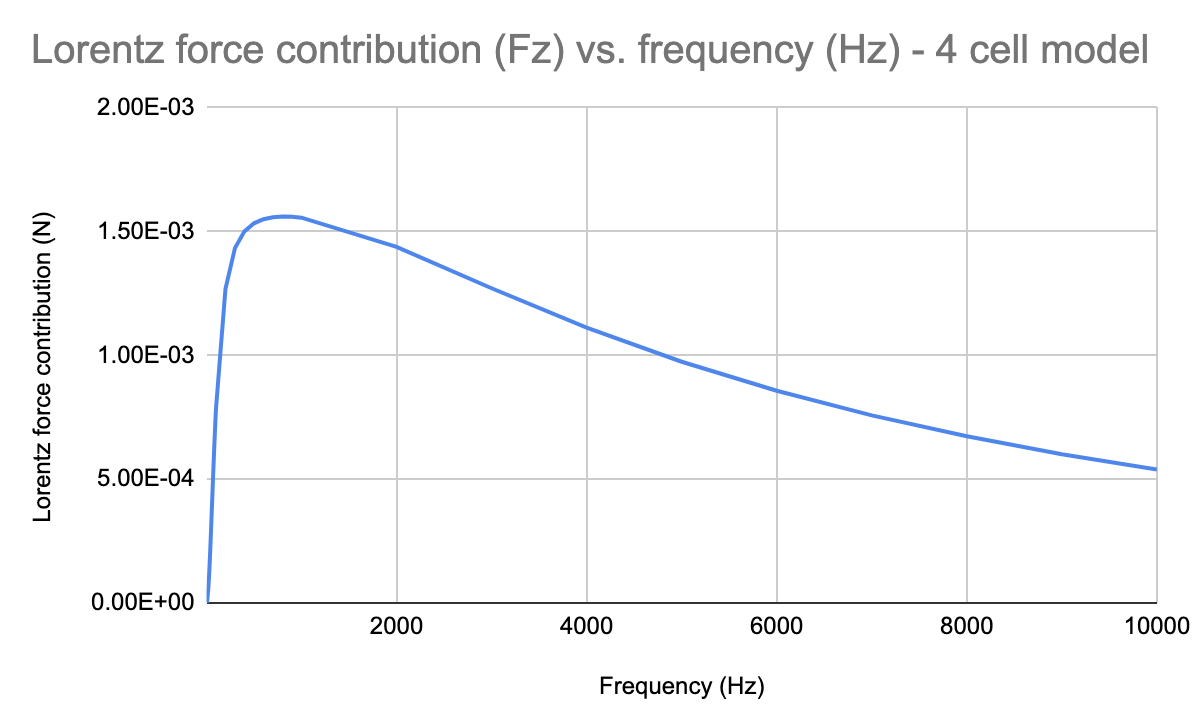 Lorentz force contribution (Fz) vs. frequency (Hz) - 4 cell model
2.00E-03
1.50E-03
1.00E-03
5.00E-04
0.00E+00
Lorentz force contribution (N)
2000
4000
6000
8000
10000
Frequency (Hz)